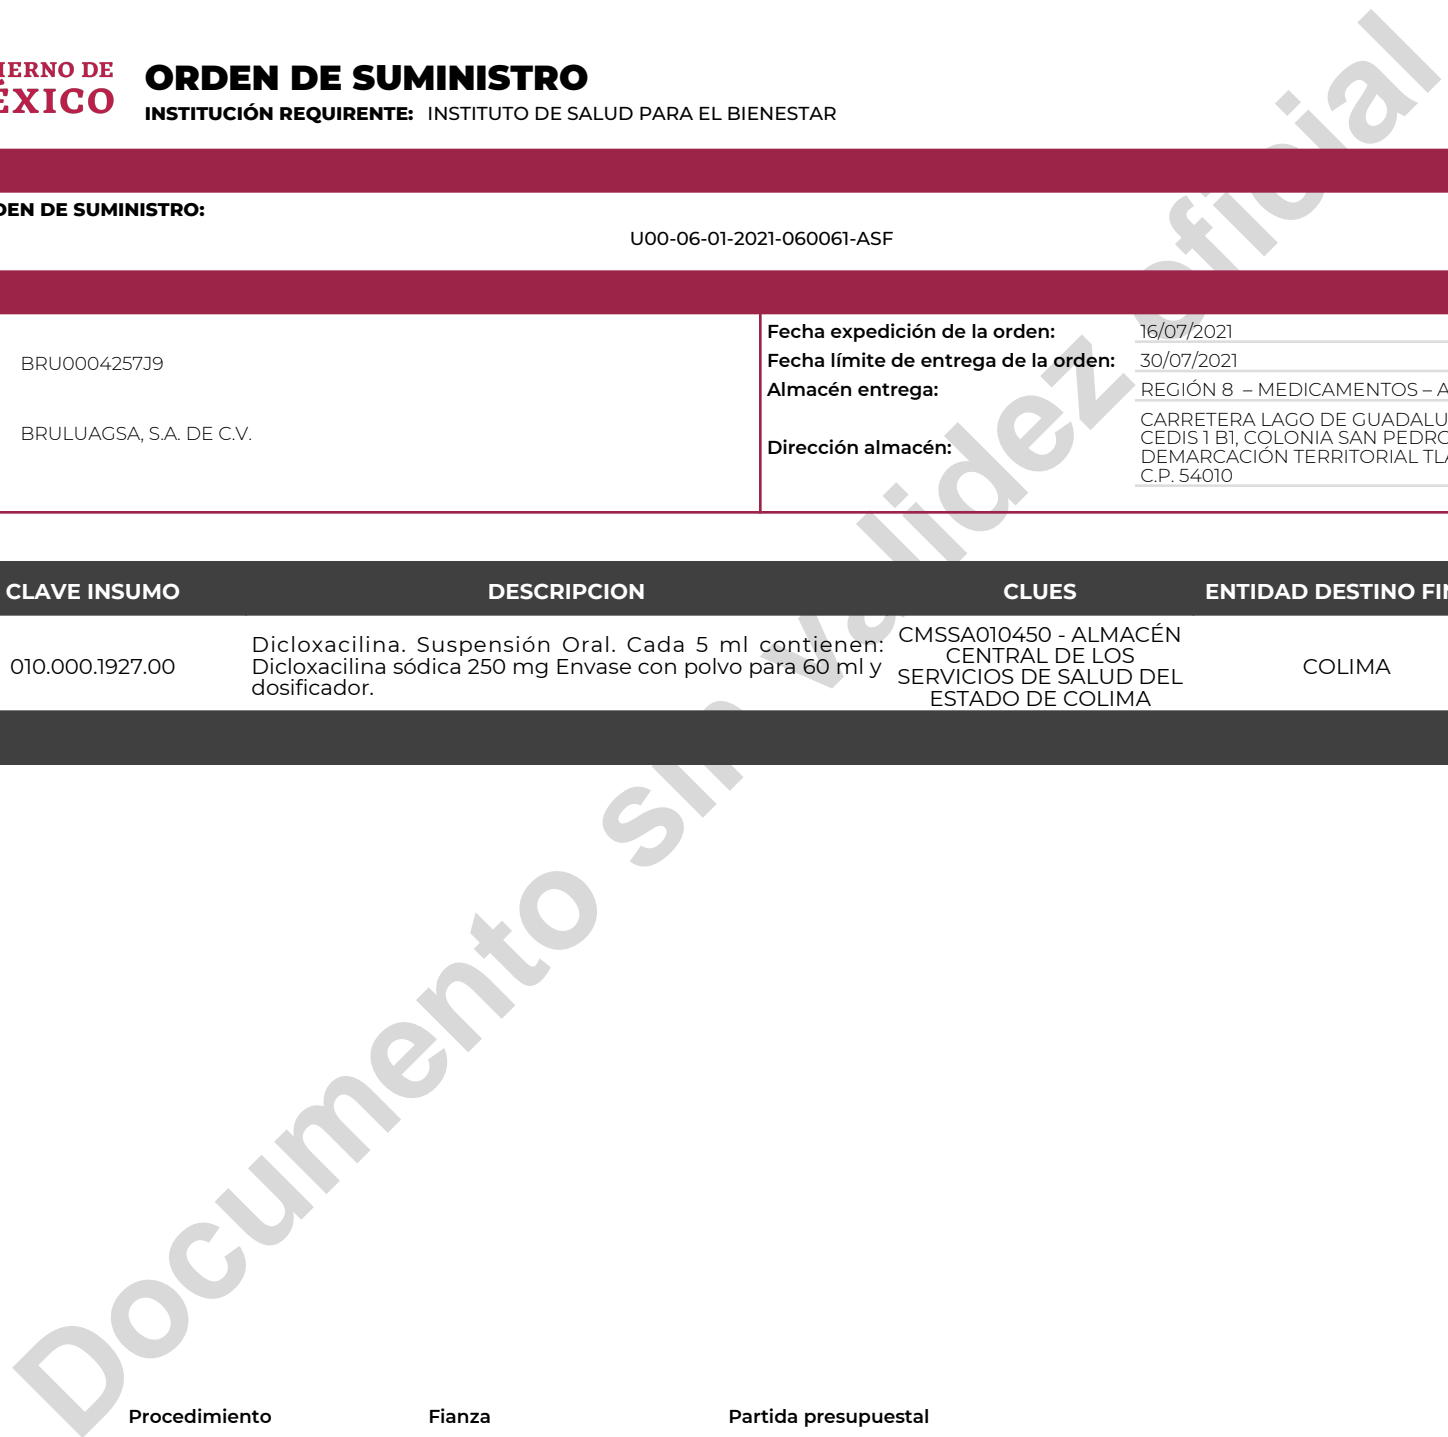 IERNO DE
ÉXICO
ORDEN DE SUMINISTRO
INSTITUCIÓN REQUIRENTE: INSTITUTO DE SALUD PARA EL BIENESTAR
DEN DE SUMINISTRO:
U00-06-01-2021-060061-ASF
BRU0004257J9
BRULUAGSA, S.A. DE C.V.
Fecha expedición de la orden: 16/07/2021
Fecha límite de entrega de la orden: 30/07/2021
Almacén entrega: REGIÓN 8 – MEDICAMENTOS – A
Dirección almacén:
CARRETERA LAGO DE GUADALU
CEDIS 1 B1, COLONIA SAN PEDRO
DEMARCACIÓN TERRITORIAL TLA
C.P. 54010
CLAVE INSUMO DESCRIPCION CLUES ENTIDAD DESTINO FIN
010.000.1927.00
Dicloxacilina. Suspensión Oral. Cada 5 ml contienen:
Dicloxacilina sódica 250 mg Envase con polvo para 60 ml y
dosificador.
CMSSA010450 - ALMACÉN
CENTRAL DE LOS
SERVICIOS DE SALUD DEL
ESTADO DE COLIMA
COLIMA
Documento sin validez oficial
Procedimiento Fianza Partida presupuestal